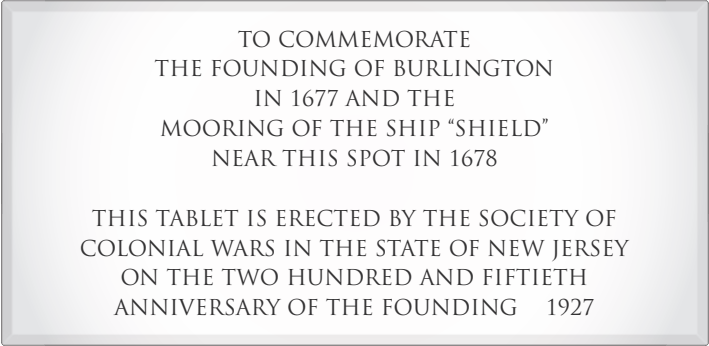 TO COMMEMORATE
THE FOUNDING OF BURLINGTON
IN 1677 AND THE
MOORING OF THE SHIP “SHIELD”
NEAR THIS SPOT IN 1678
THIS TABLET IS ERECTED BY THE SOCIETY OF
COLONIAL WARS IN THE STATE OF NEW JERSEY
ON THE TWO HUNDRED AND FIFTIETH
ANNIVERSARY OF THE FOUNDING 1927